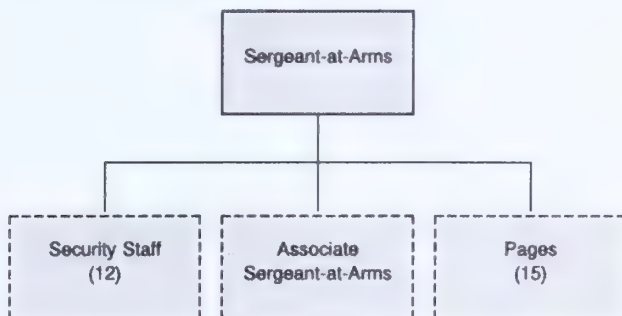 Sergeant-at-Arms
Security Staff
(12)
Associate
Sergeant-at-Arms
Pages
(15)